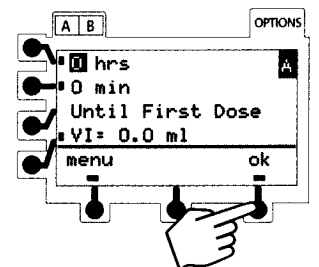 A B
OPTIONS
0 hrs
A
0 min
Until First Dose
VI= 0.0 ml
menu ok